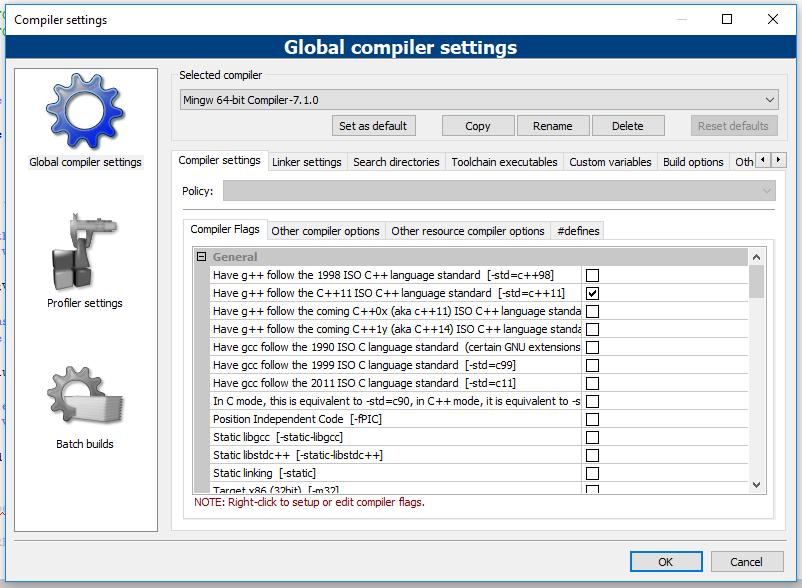 Compiler settings
Global compiler settings
Global compiler settings
Profiler settings
Batch builds
Selected compiler
Mingw 64-bit Compiler-7.1.0
Set as default Copy Rename Delete Reset defaults
Compiler settings Linker settings Search directories Toolchain executables Custom variables Build options Oth
Policy:
Compiler Flags Other compiler options Other resource compiler options #defines
General
Have g++ follow the 1998 ISO C++ language standard [-std=c++98]
Have g++ follow the C++11 ISO C++ language standard [-std=c++11]
Have g++ follow the coming C++0x (aka c++11) ISO C++ language standa
Have g++ follow the coming C++1y (aka C++14) ISO C++ language standa
Have gcc follow the 1990 ISO C language standard (certain GNU extensions
Have gcc follow the 1999 ISO C language standard [-std=c99]
Have gcc follow the 2011 ISO C language standard [-std=c11]
In C mode, this is equivalent to -std=c90, in C++ mode, it is equivalent to -s
Position Independent Code [-fPIC]
Static libgcc [-static-libgcc]
Static libstdc++ [-static-libstdc++]
Static linking [-static]
Target x86 (32bit) [-m32]
NOTE: Right-click to setup or edit compiler flags.
OK Cancel